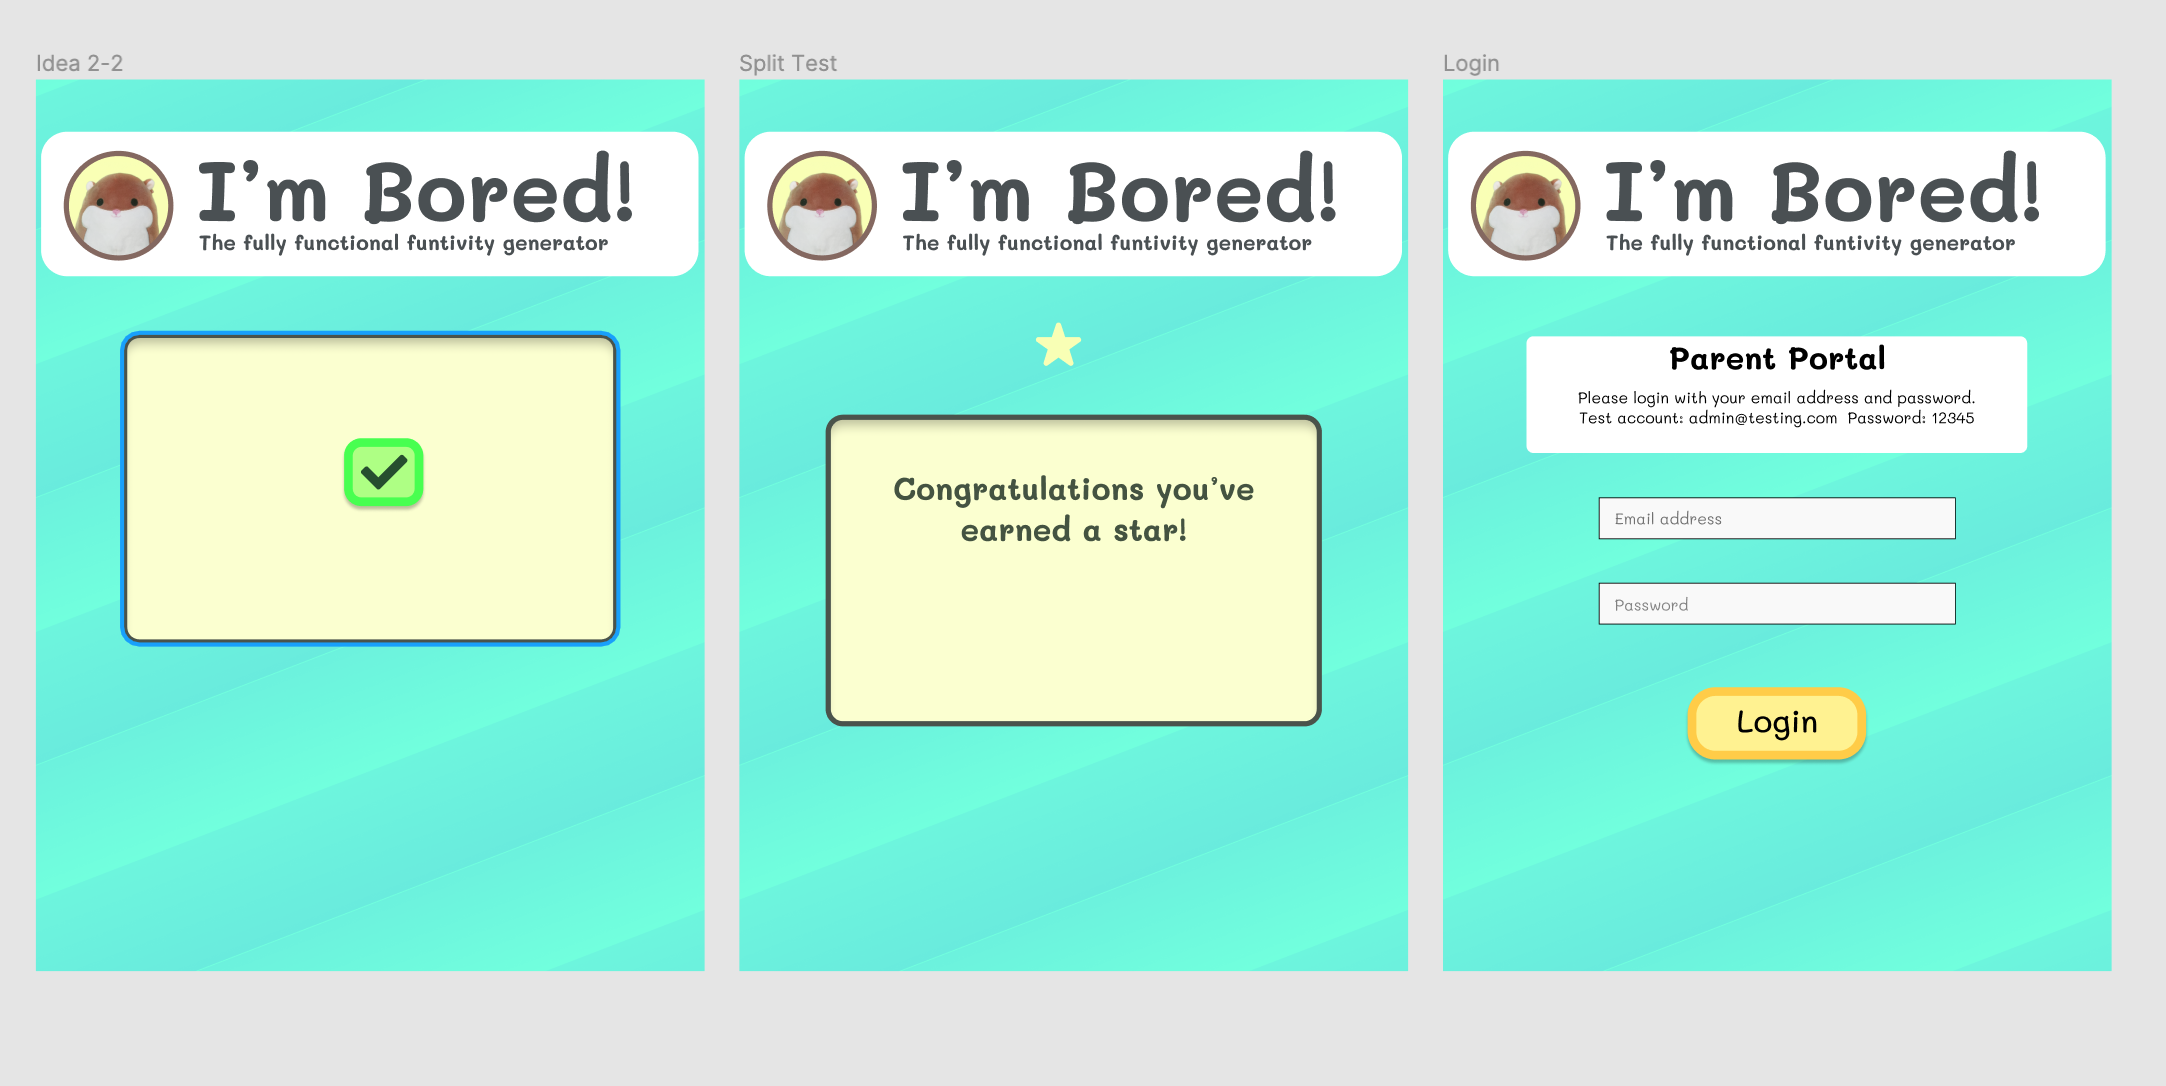 Idea 2-2
I'm Bored!
The fully functional funtivity generator
Split Test
I'm Bored!
The fully functional funtivity generator
Congratulations you've
earned a star!
Login
I'm Bored!
The fully functional funtivity generator
Parent Portal
Please login with your email address and password.
Test account: admin@testing.com  Password: 12345
Email address
Password
Login